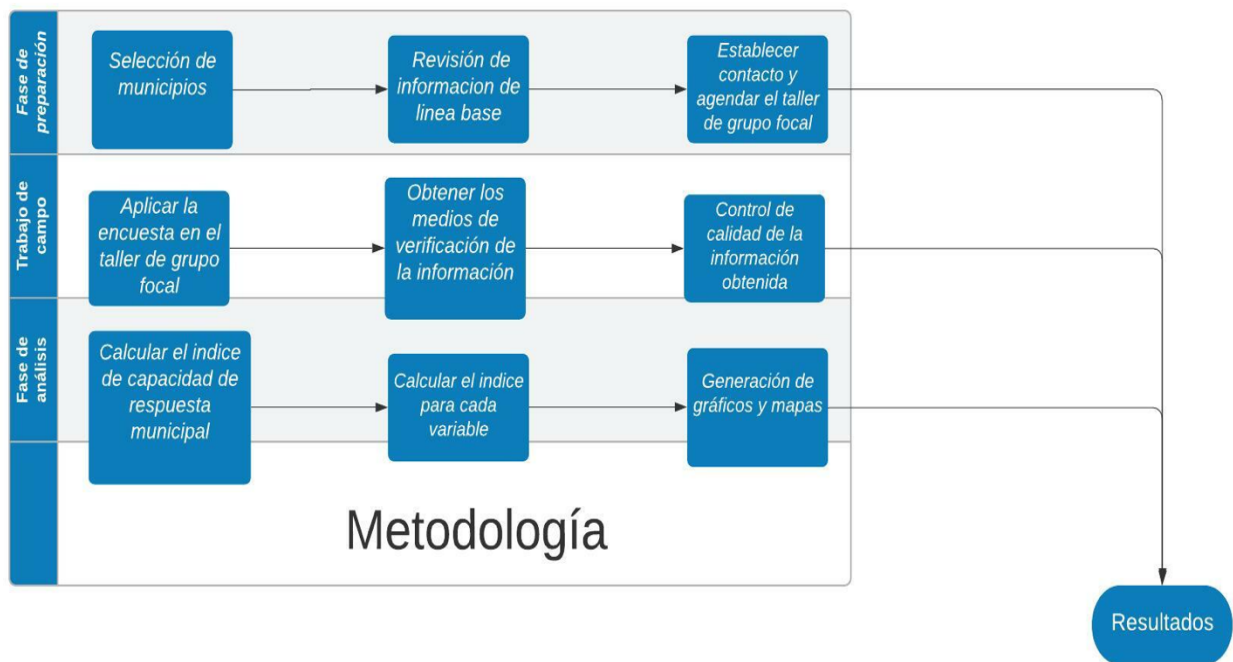 Fase de
preparación
Selección de
municipios
Revisión de
informacion de
linea base
Establecer
contacto y
agendar el taller
de grupo focal
Trabajo de
campo
Aplicar la
encuesta en el
taller de grupo
focal
Obtener los
medios de
verificación de
la información
Control de
calidad de la
información
obtenida
Fase de
análisis
Calcular el indice
de capacidad de
respuesta
municipal
Calcular el indice
para cada
variable
Generación de
gráficos y mapas
Metodología
Resultados